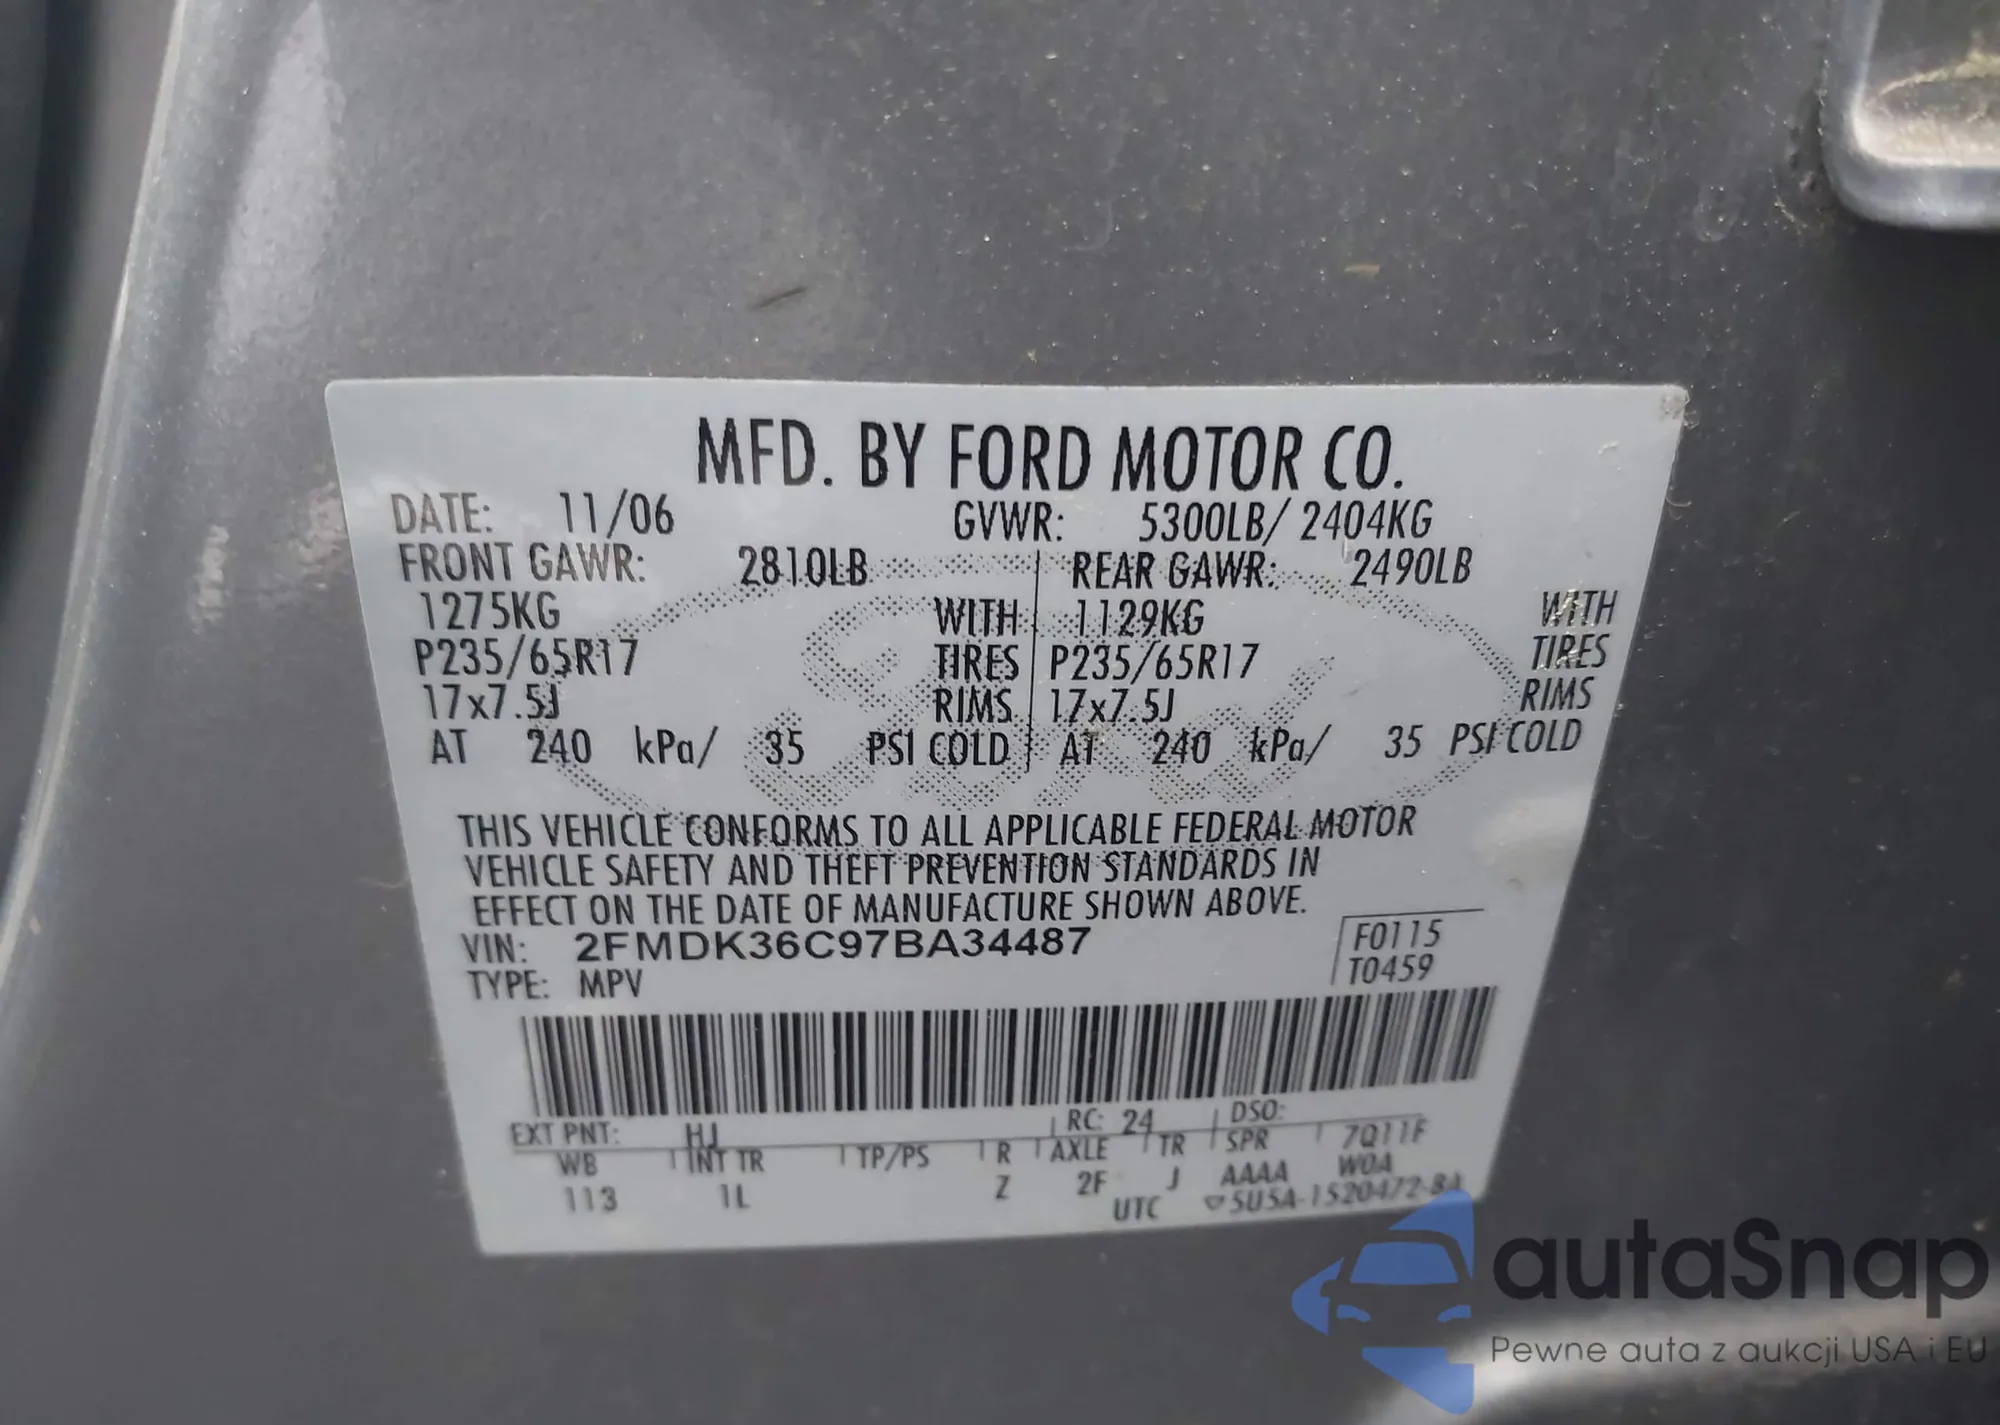 MFD. BY FORD MOTOR CO.
DATE: 11/06 GVWR: 5300LB/ 2404KG
FRONT GAWR: 2810LB REAR GAWR: 2490LB
1275KG WITH 1129KG WITH
P235/65R17 TIRES P235/65R17 TIRES
17x7.5J RIMS 17x7.5J RIMS
AT 240 kPa/ 35 PSI COLD AT 240 kPa/ 35 PSI COLD
THIS VEHICLE CONFORMS TO ALL APPLICABLE FEDERAL MOTOR
VEHICLE SAFETY AND THEFT PREVENTION STANDARDS IN
EFFECT ON THE DATE OF MANUFACTURE SHOWN ABOVE.
VIN: 2FMDK36C97BA34487 F0115
TYPE: MPV T0459
EXT PNT: HJ RC: 24 DSO:
WB INT TR TP/PS R AXLE TR SPR 7Q11F
113 1L Z 2F J AAAA W0A
UTC 5U5A-1520472-BA
autaSnap
Pewne auta z aukcji USA i EU